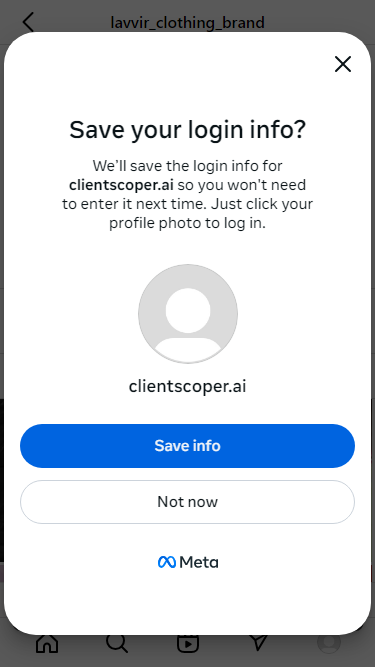 lavvir_clothing_brand
Save your login info?
We'll save the login info for
clientscoper.ai so you won't need
to enter it next time. Just click your
profile photo to log in.
clientscoper.ai
Save info
Not now
Meta